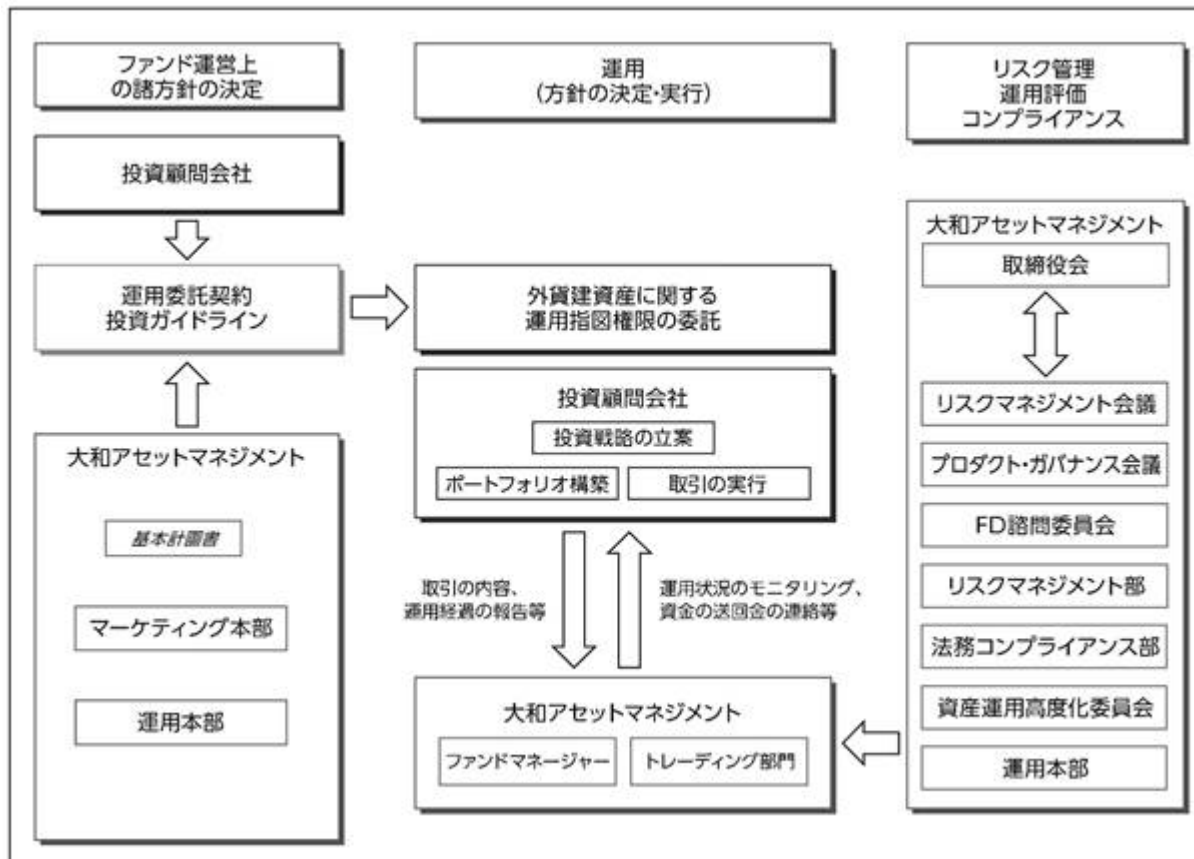 ファンド運営上
の諸方針の決定
投資顧問会社
運用委託契約
投資ガイドライン
大和アセットマネジメント
基本計画書
マーケティング本部
運用本部
運用
(方針の決定・実行)
外貨建資産に関する
運用指図権限の委託
投資顧問会社
投資戦略の立案
ポートフォリオ構築
取引の実行
取引の内容、
運用経過の報告等
運用状況のモニタリング、
資金の送回金の連絡等
大和アセットマネジメント
ファンドマネージャー
トレーディング部門
リスク管理
運用評価
コンプライアンス
大和アセットマネジメント
取締役会
リスクマネジメント会議
プロダクト・ガバナンス会議
FD諮問委員会
リスクマネジメント部
法務コンプライアンス部
資産運用高度化委員会
運用本部